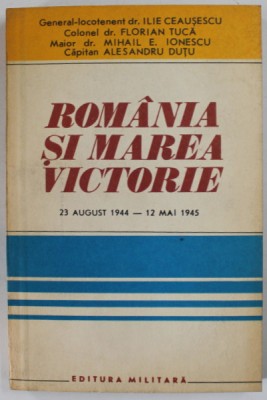 General-locotenent dr. ILIE CEAUȘESCU
Colonel dr. FLORIAN TUCĂ
Maior dr. MIHAIL E. IONESCU
Căpitan ALESANDRU DUȚU
ROMÂNIA
ȘI MAREA
VICTORIE
23 AUGUST 1944 — 12 MAI 1945
EDITURA MILITARĂ